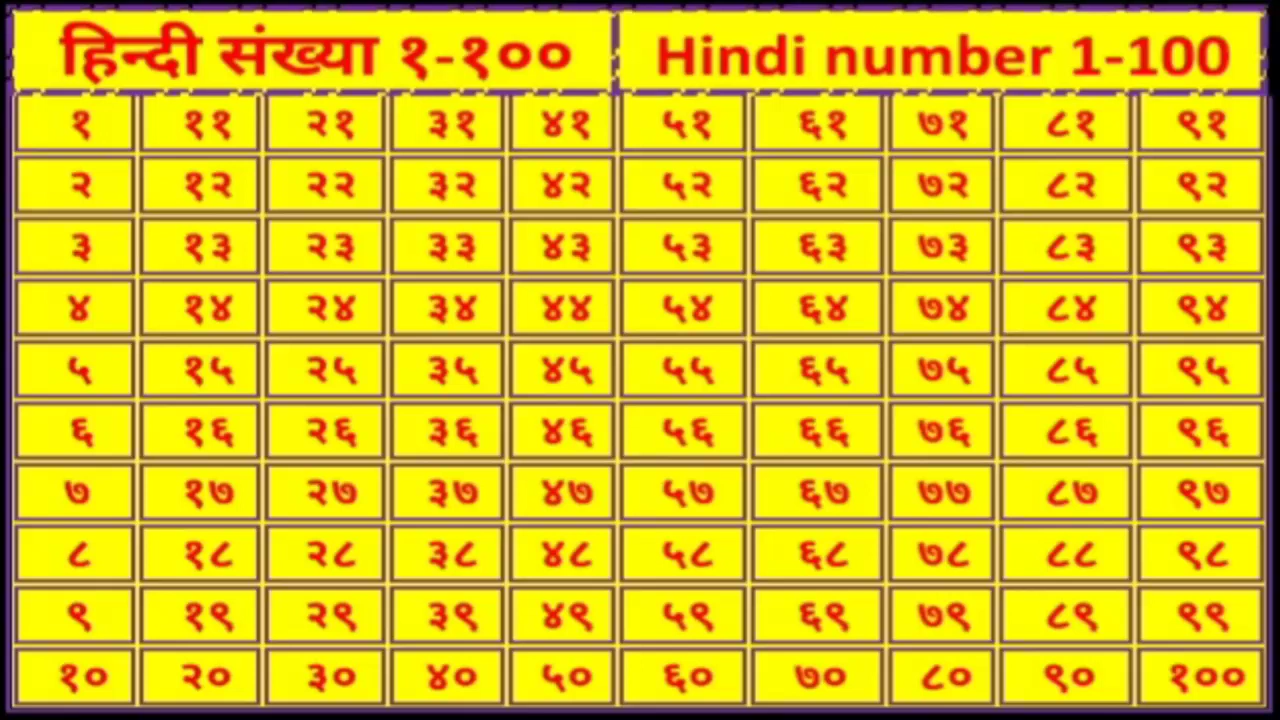 हिन्दी संख्या १-१०० Hindi number 1-100
१ ११ २१ ३१ ४१ ५१ ६१ ७१ ८१ ९१
२ १२ २२ ३२ ४२ ५२ ६२ ७२ ८२ ९२
३ १३ २३ ३३ ४३ ५३ ६३ ७३ ८३ ९३
४ १४ २४ ३४ ४४ ५४ ६४ ७४ ८४ ९४
५ १५ २५ ३५ ४५ ५५ ६५ ७५ ८५ ९५
६ १६ २६ ३६ ४६ ५६ ६६ ७६ ८६ ९६
७ १७ २७ ३७ ४७ ५७ ६७ ७७ ८७ ९७
८ १८ २८ ३८ ४८ ५८ ६८ ७८ ८८ ९८
९ १९ २९ ३९ ४९ ५९ ६९ ७९ ८९ ९९
१० २० ३० ४० ५० ६० ७० ८० ९० १००